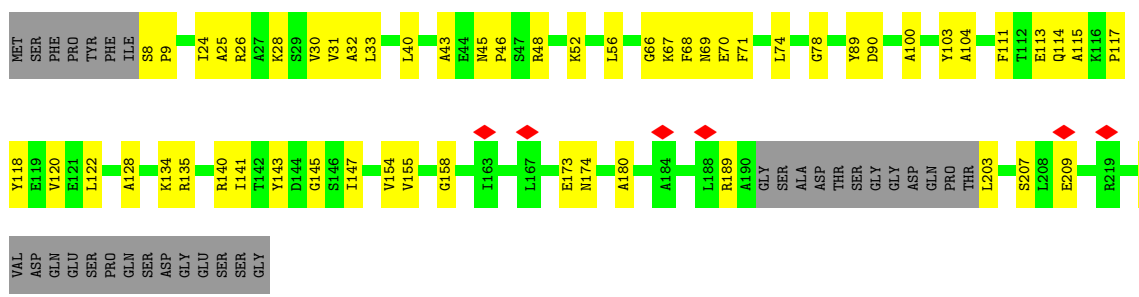 MET SER PHE PRO TYR PHE ILE S8 P9 I24 A25 R26 A27 K28 S29 V30 V31 A32 L33 L40 A43 E44 N45 P46 S47 R48 K52 L56 G66 K67 F68 N69 E70 F71 L74 G78 Y89 D90 A100 Y103 A104 F111 T112 E113 Q114 A115 K116 P117
Y118 E119 V120 E121 L122 A128 K134 R135 R140 I141 T142 Y143 D144 G145 S146 I147 V154 V155 G158 I163 L167 E173 N174 A180 A184 L188 R189 A190 GLY SER ALA ASP THR SER GLY GLY ASP GLN PRO THR L203 S207 L208 E209 R219
VAL ASP GLN GLU SER PRO GLN SER ASP GLY GLU SER SER GLY